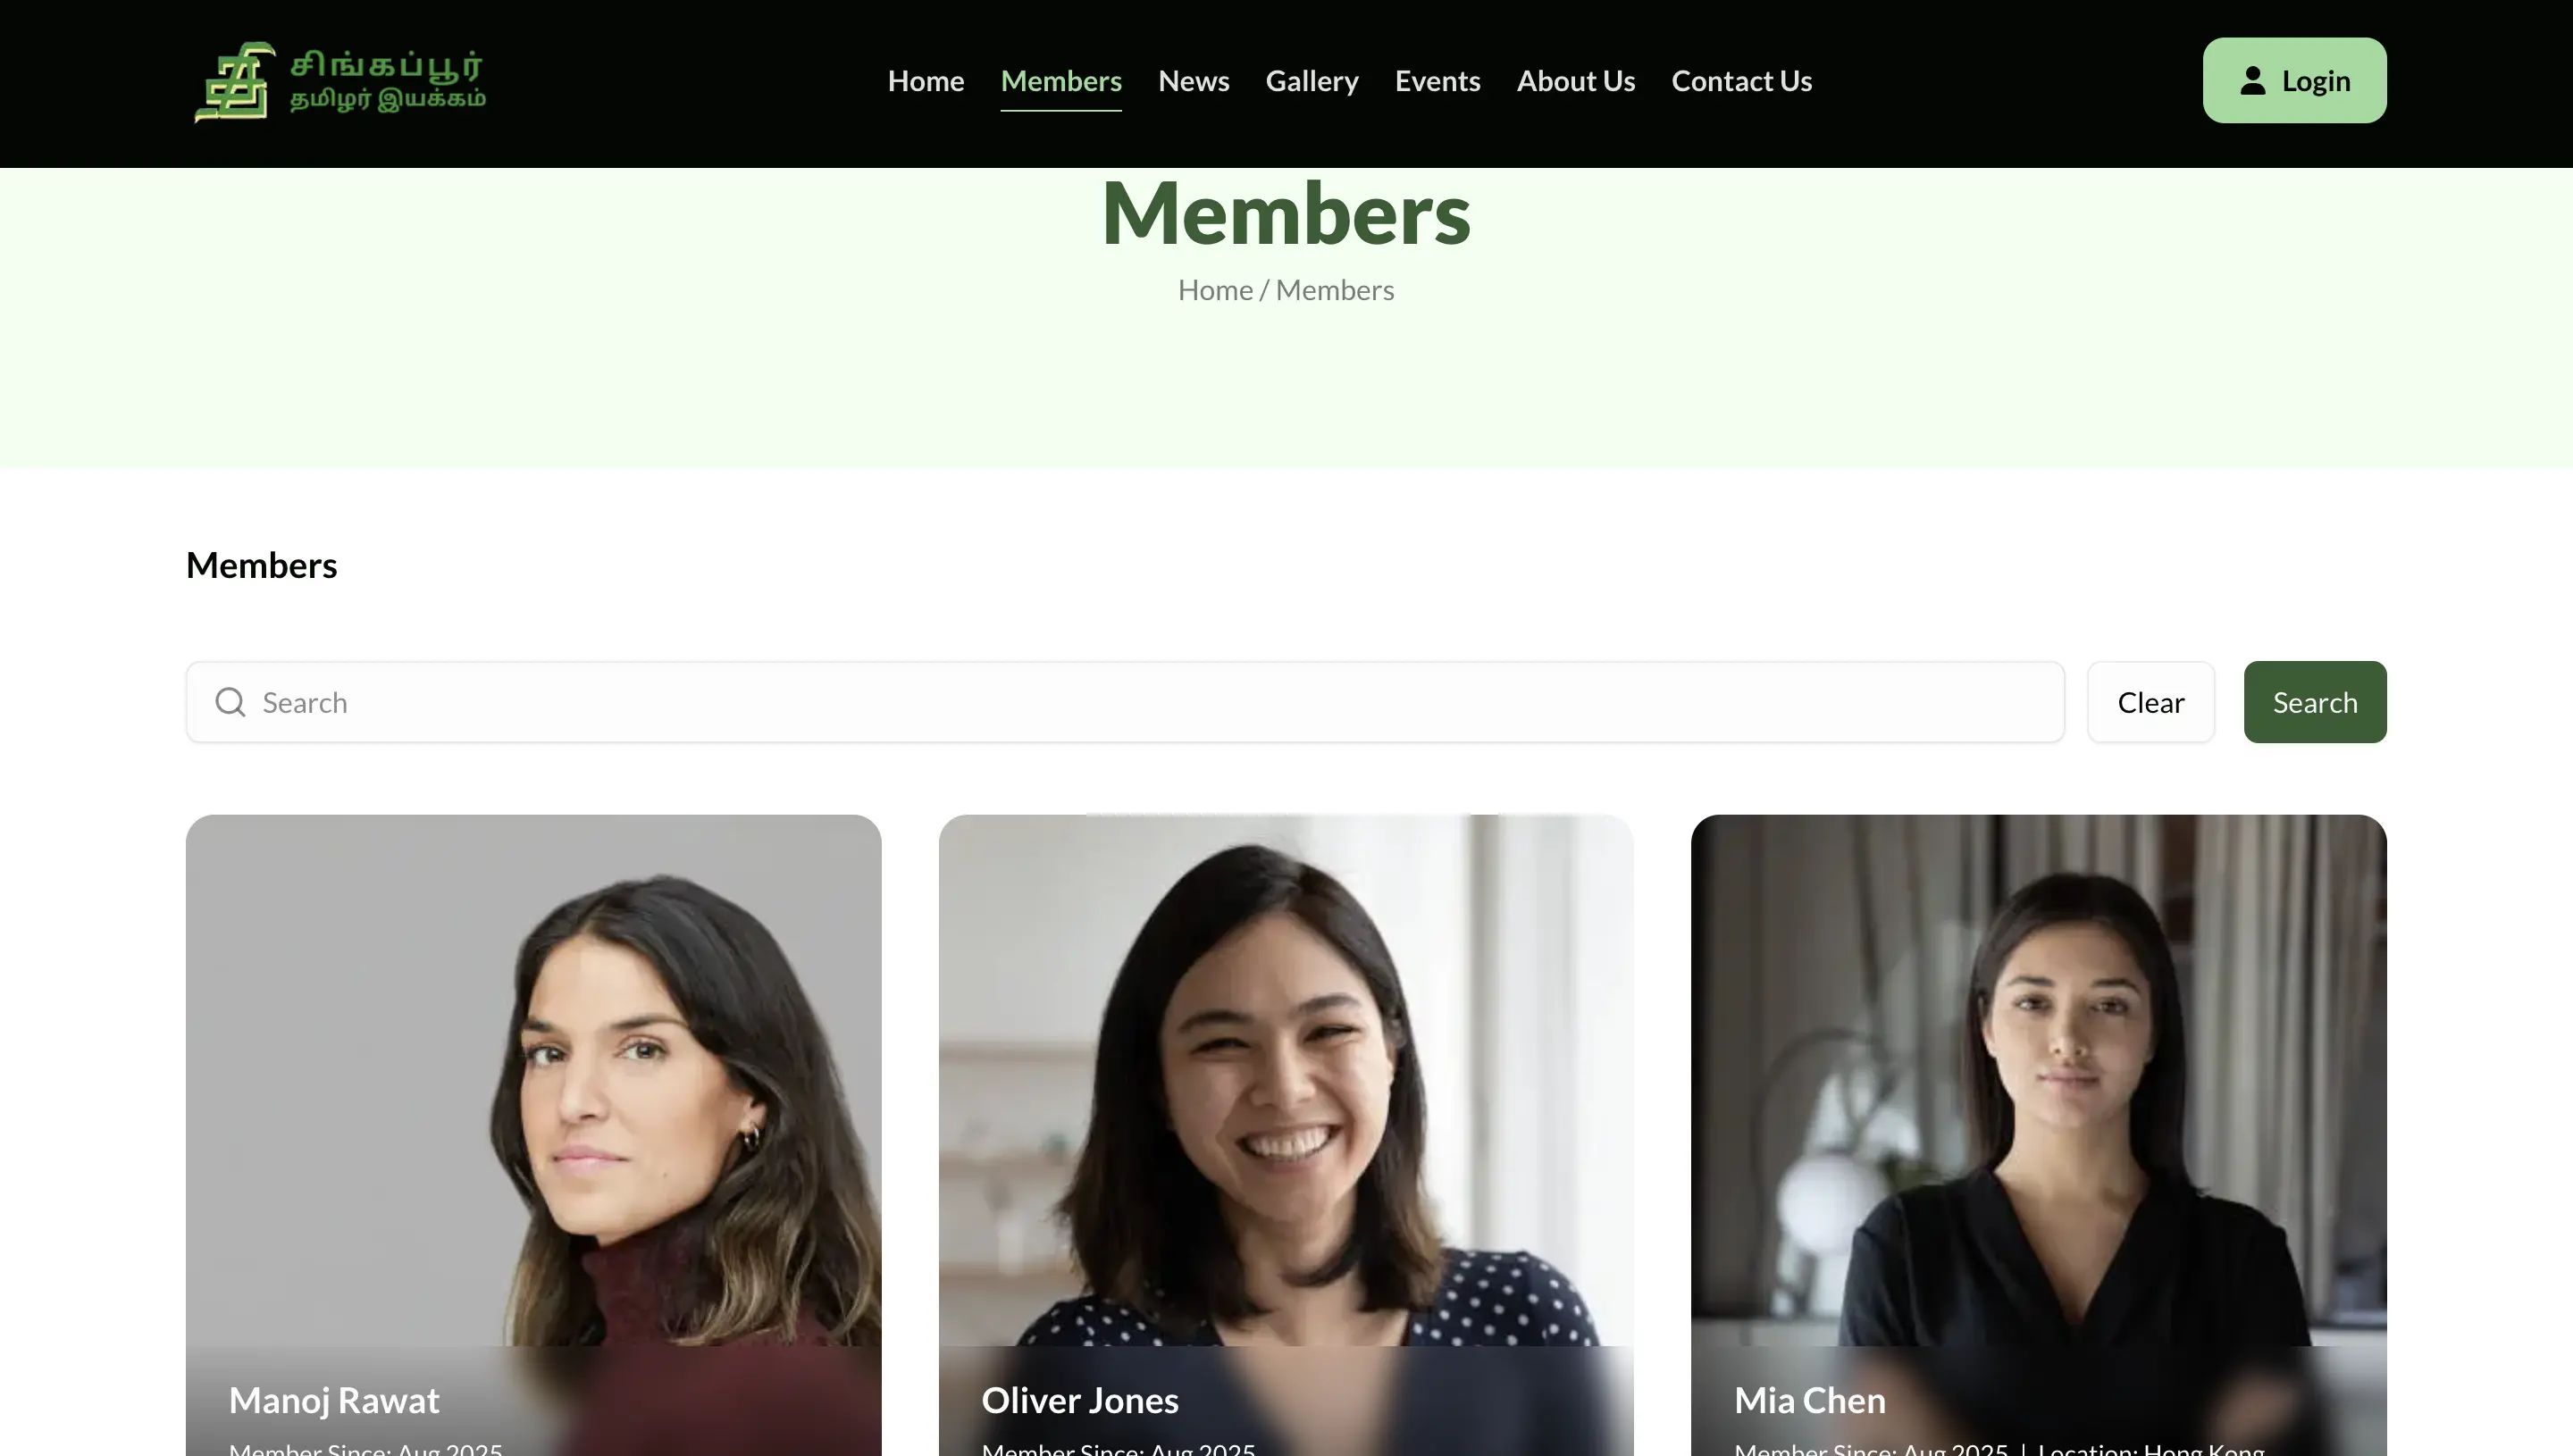 சிங்கப்பூர்
தமிழர் இயக்கம்
Home Members News Gallery Events About Us Contact Us
Login
Members
Home / Members
Members
Search Clear Search
Manoj Rawat
Member Since: Aug 2025
Oliver Jones
Member Since: Aug 2025
Mia Chen
Member Since: Aug 2025 | Location: Hong Kong